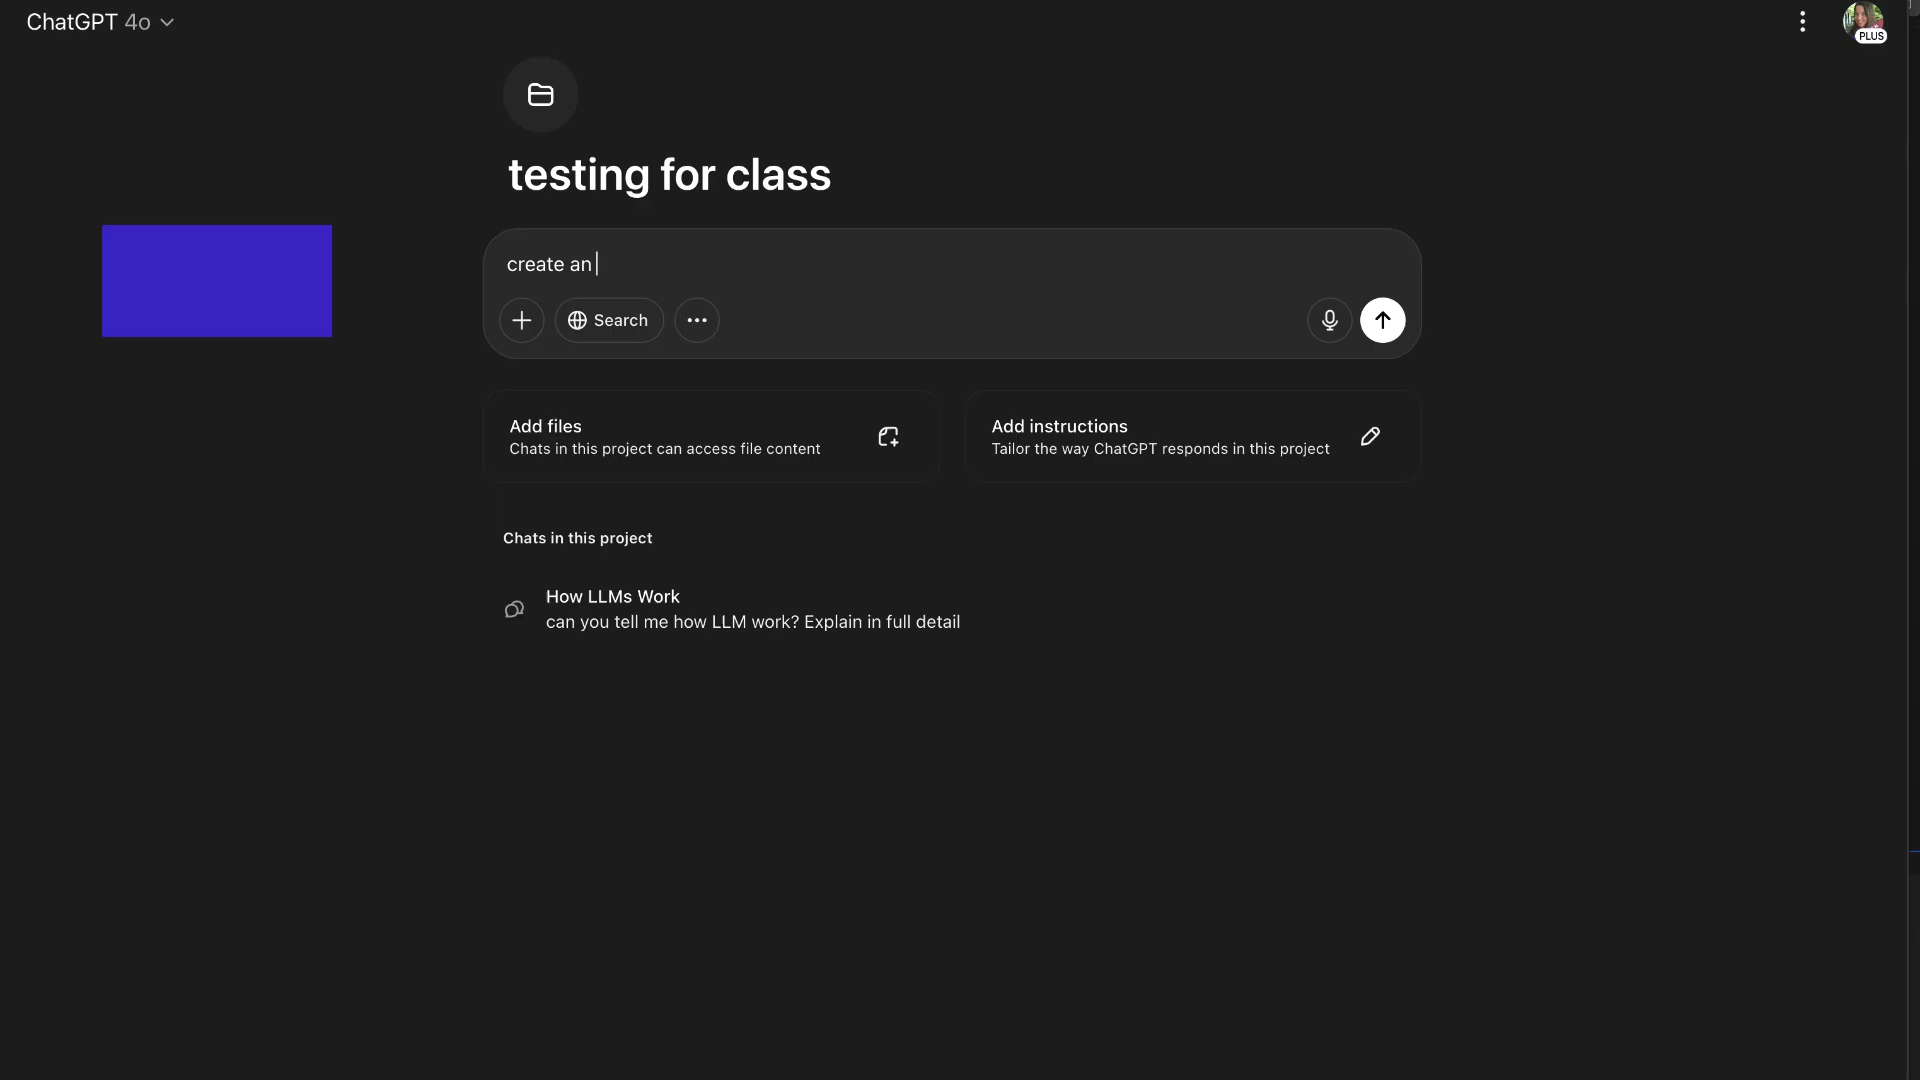 ChatGPT 4o
PLUS
testing for class
create an
Search
Add files
Chats in this project can access file content
Add instructions
Tailor the way ChatGPT responds in this project
Chats in this project
How LLMs Work
can you tell me how LLM work? Explain in full detail